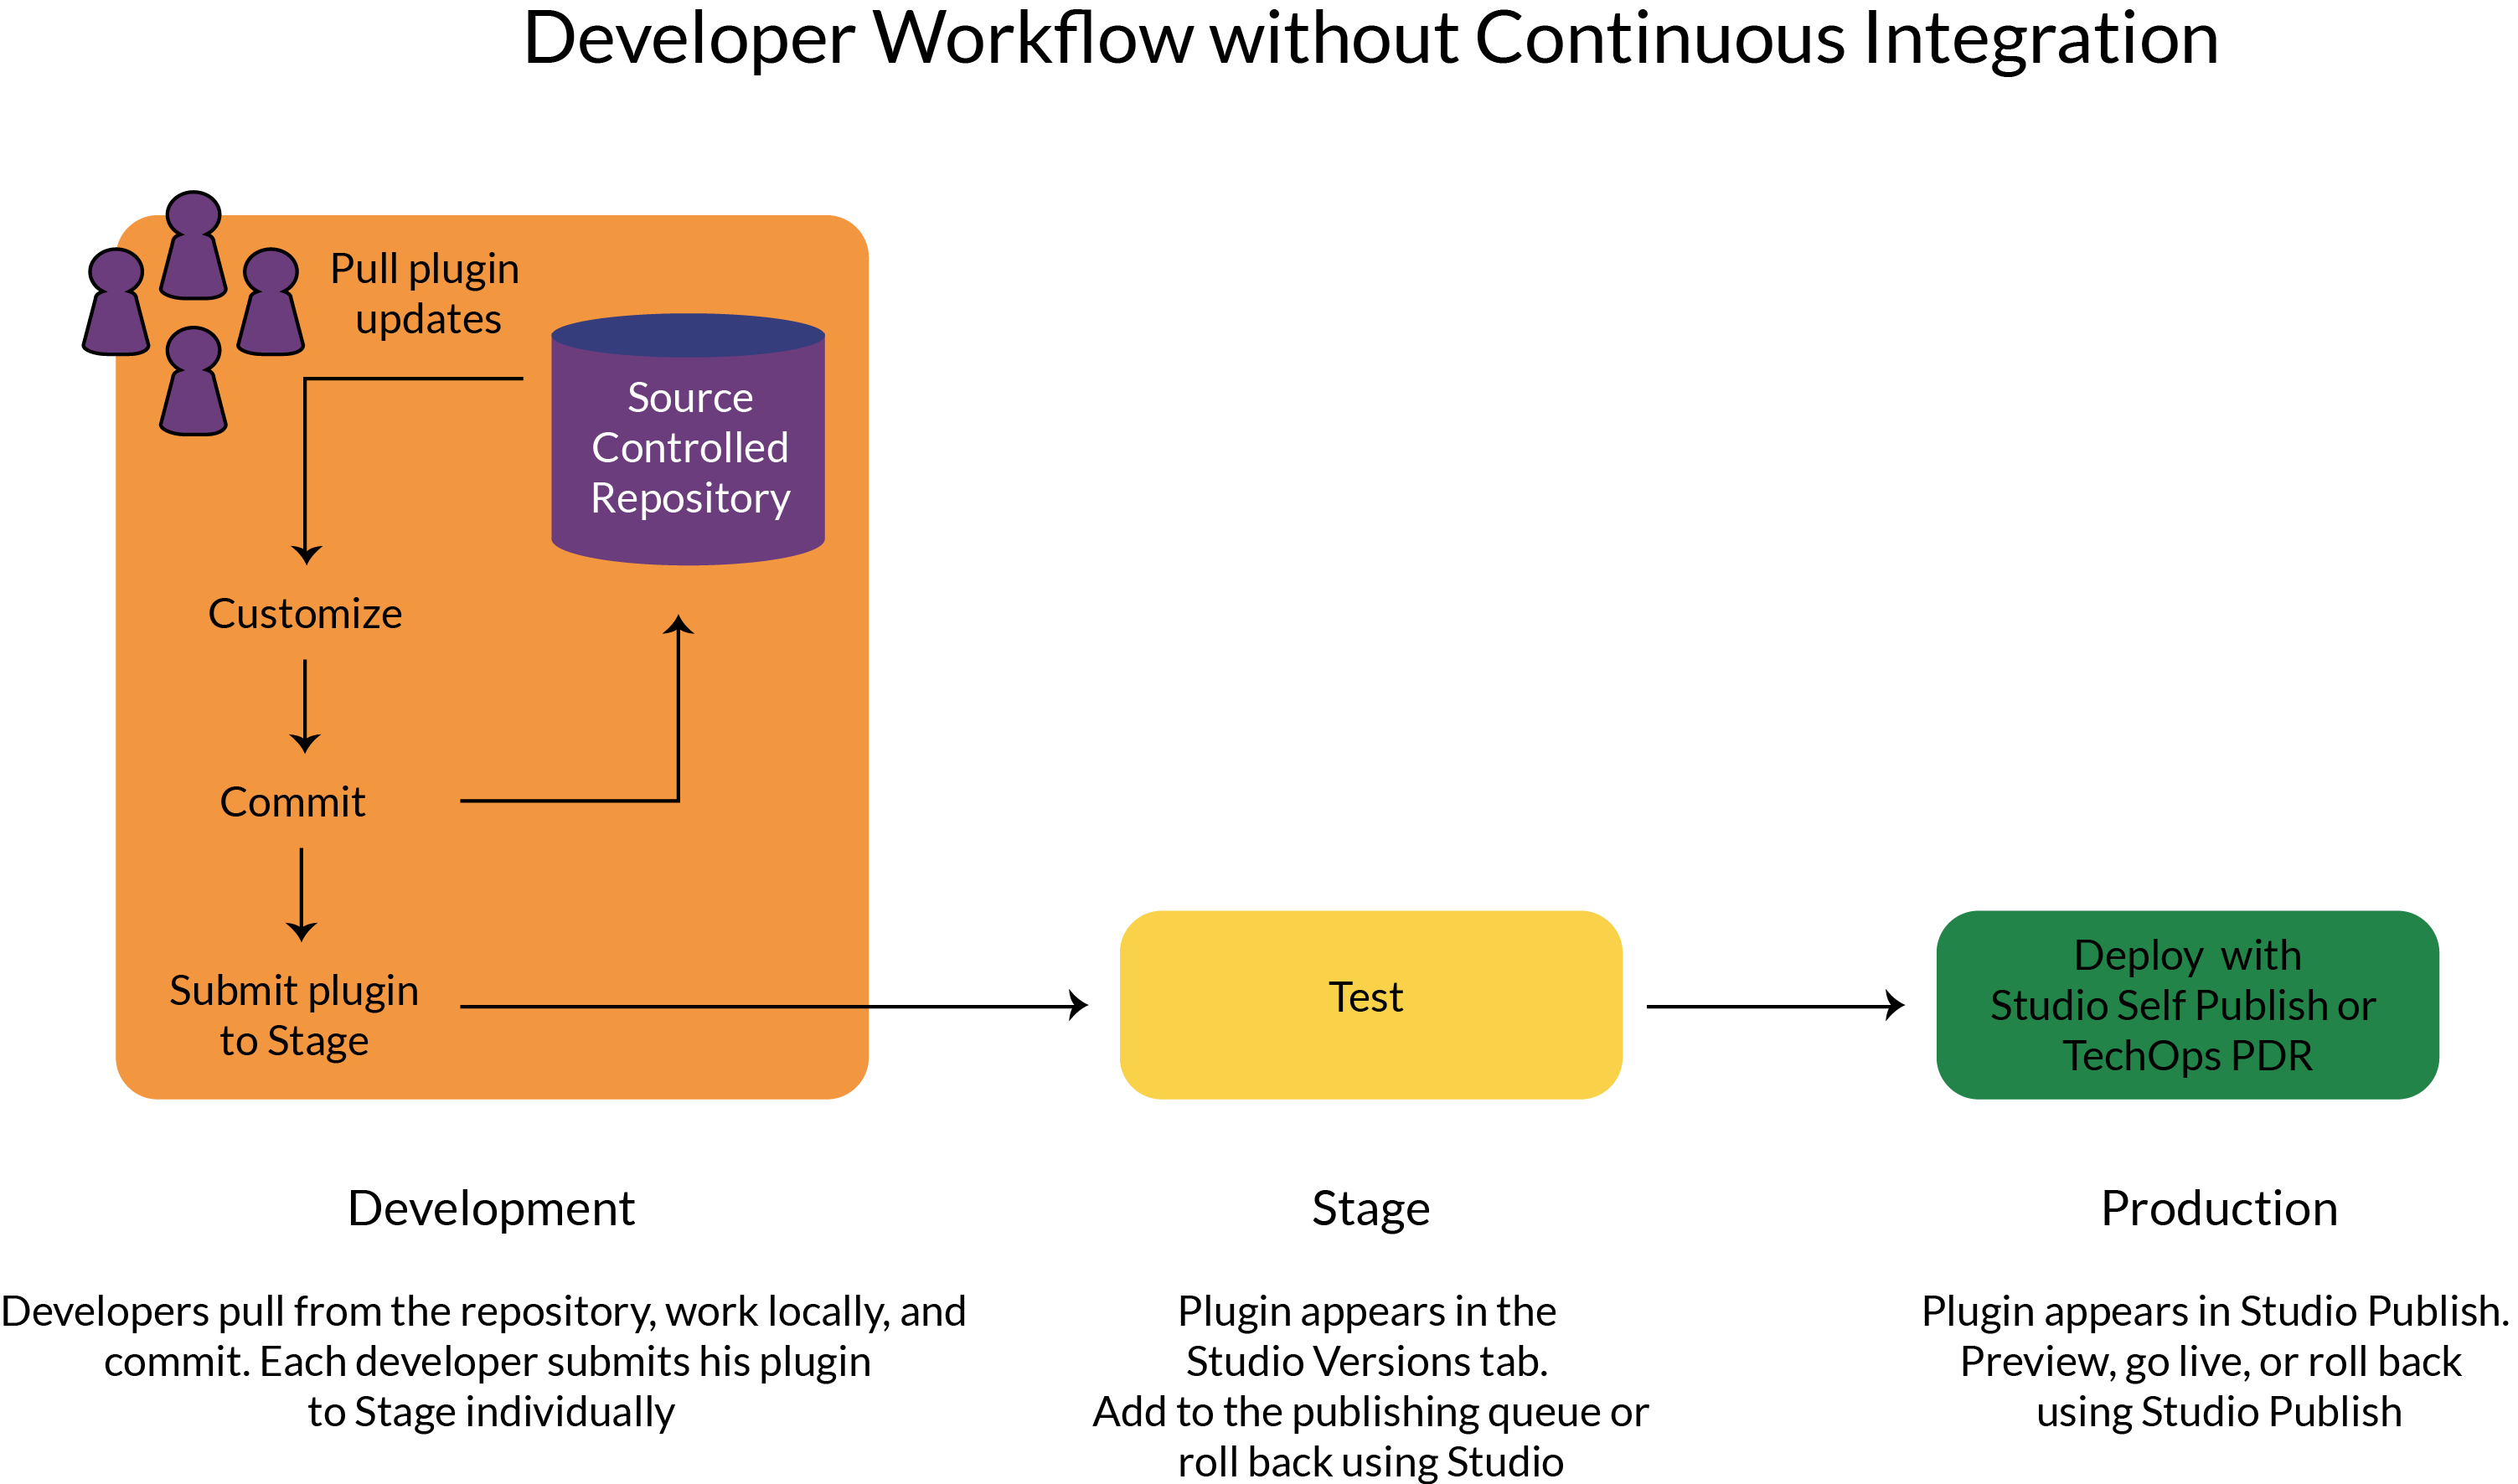 Developer Workflow without Continuous Integration
Pull plugin
updates
Source
Controlled
Repository
Customize
Commit
Submit plugin
to Stage
Test
Deploy with
Studio Self Publish or
TechOps PDR
Development
Developers pull from the repository, work locally, and
commit. Each developer submits his plugin
to Stage individually
Stage
Plugin appears in the
Studio Versions tab.
Add to the publishing queue or
roll back using Studio
Production
Plugin appears in Studio Publish.
Preview, go live, or roll back
using Studio Publish